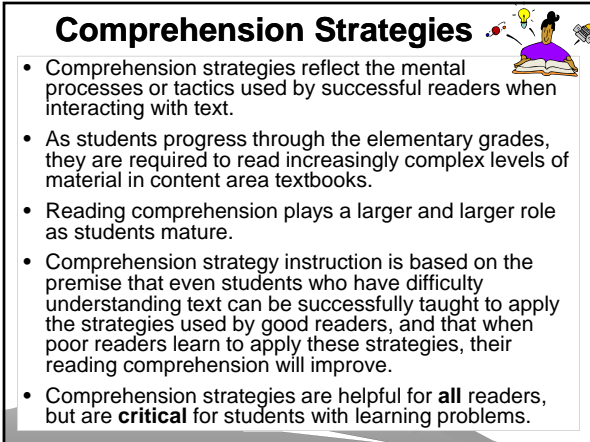 Comprehension Strategies
• Comprehension strategies reflect the mental
processes or tactics used by successful readers when
interacting with text.
• As students progress through the elementary grades,
they are required to read increasingly complex levels of
material in content area textbooks.
• Reading comprehension plays a larger and larger role
as students mature.
• Comprehension strategy instruction is based on the
premise that even students who have difficulty
understanding text can be successfully taught to apply
the strategies used by good readers, and that when
poor readers learn to apply these strategies, their
reading comprehension will improve.
• Comprehension strategies are helpful for all readers,
but are critical for students with learning problems.